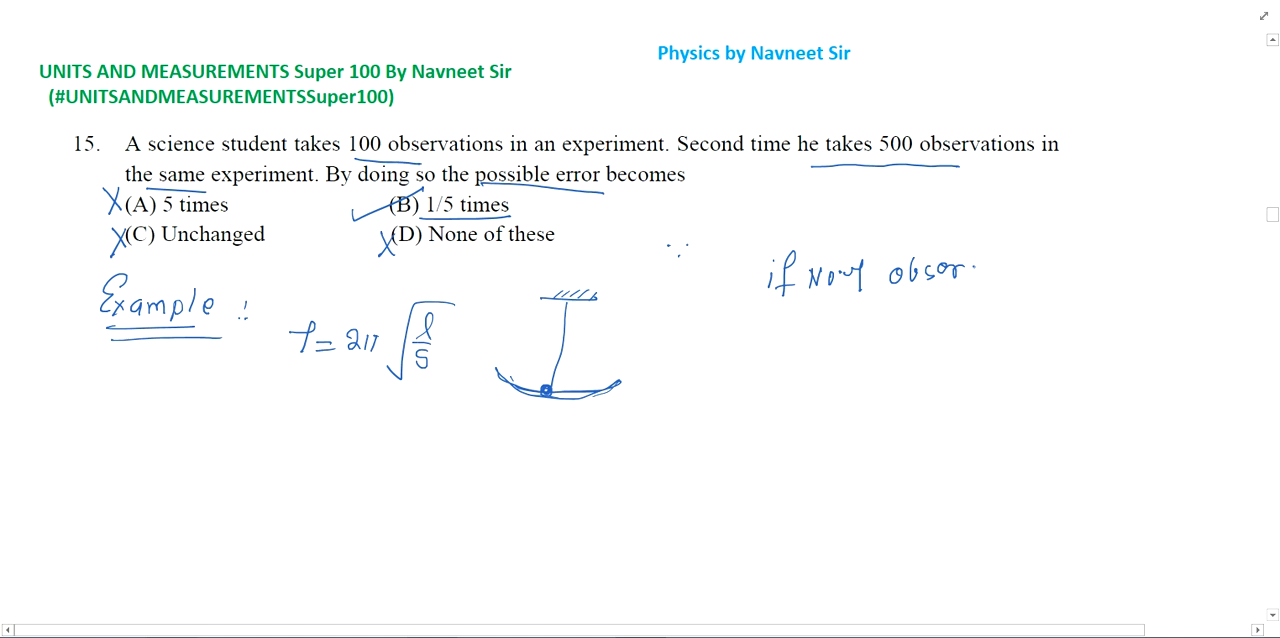 Physics by Navneet Sir
UNITS AND MEASUREMENTS Super 100 By Navneet Sir
(#UNITSANDMEASUREMENTSSuper100)
15. A science student takes 100 observations in an experiment. Second time he takes 500 observations in
the same experiment. By doing so the possible error becomes
(A) 5 times (B) 1/5 times
(C) Unchanged (D) None of these
∵ if No. of obser.
Example :
T = 2π √(l/g)